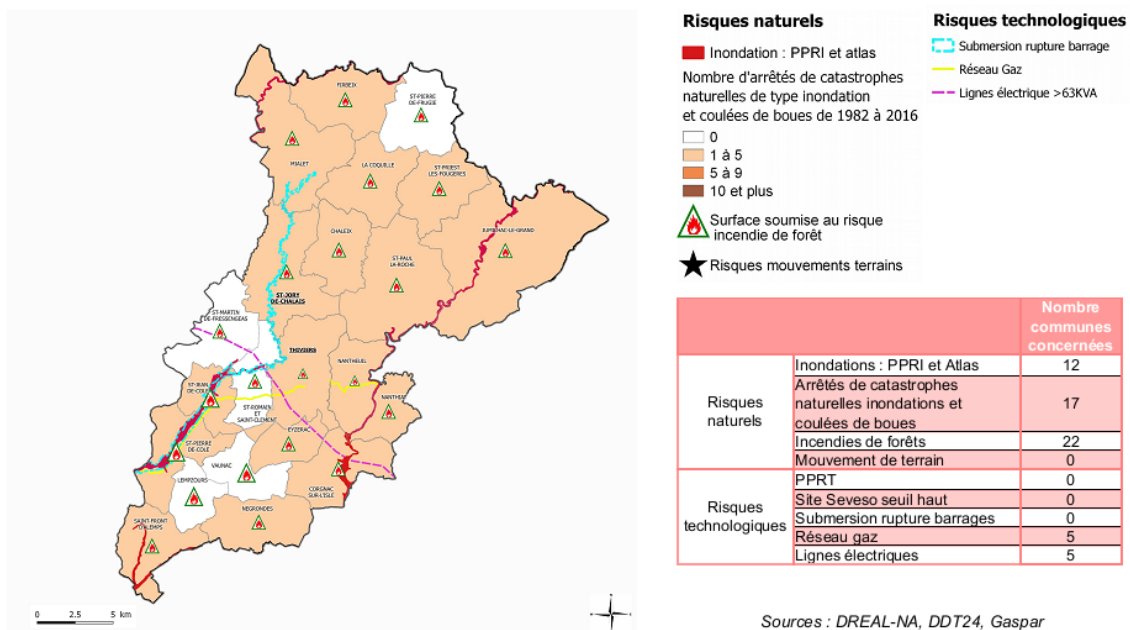 FIRBEIX
ST-PIERRE
DE-FRUGIE
MIALET
LA COQUILLE
ST-PRIEST
LES-FOUGERES
JUMILHAC-LE-GRAND
CHALEIX
ST-PAUL
LA-ROCHE
ST-JORY
DE-CHALAIS
ST-MARTIN
DE-FRESSENGEAS
THIVIERS
NANTHEUIL
ST-JEAN
DE-COLE
NANTHIAT
ST-ROMAIN
ET
SAINT-CLEMENT
EYZERAC
ST-PIERRE
DE-COLE
VAUNAC
LEMPZOURS
CORGNAC
SUR-L'ISLE
NEGRONDES
SAINT-FRONT
D'ALEMPS
0 2.5 5 km
Risques naturels
Inondation : PPRI et atlas
Nombre d'arrêtés de catastrophes
naturelles de type inondation
et coulées de boues de 1982 à 2016
0
1 à 5
5 à 9
10 et plus
Surface soumise au risque
incendie de forêt
Risques mouvements terrains
Risques technologiques
Submersion rupture barrage
Réseau Gaz
Lignes électrique >63KVA
Nombre
communes
concernées
Risques
naturels
Inondations : PPRI et Atlas 12
Arrêtés de catastrophes
naturelles inondations et
coulées de boues 17
Incendies de forêts 22
Mouvement de terrain 0
Risques
technologiques
PPRT 0
Site Seveso seuil haut 0
Submersion rupture barrages 0
Réseau gaz 5
Lignes électriques 5
Sources : DREAL-NA, DDT24, Gaspar